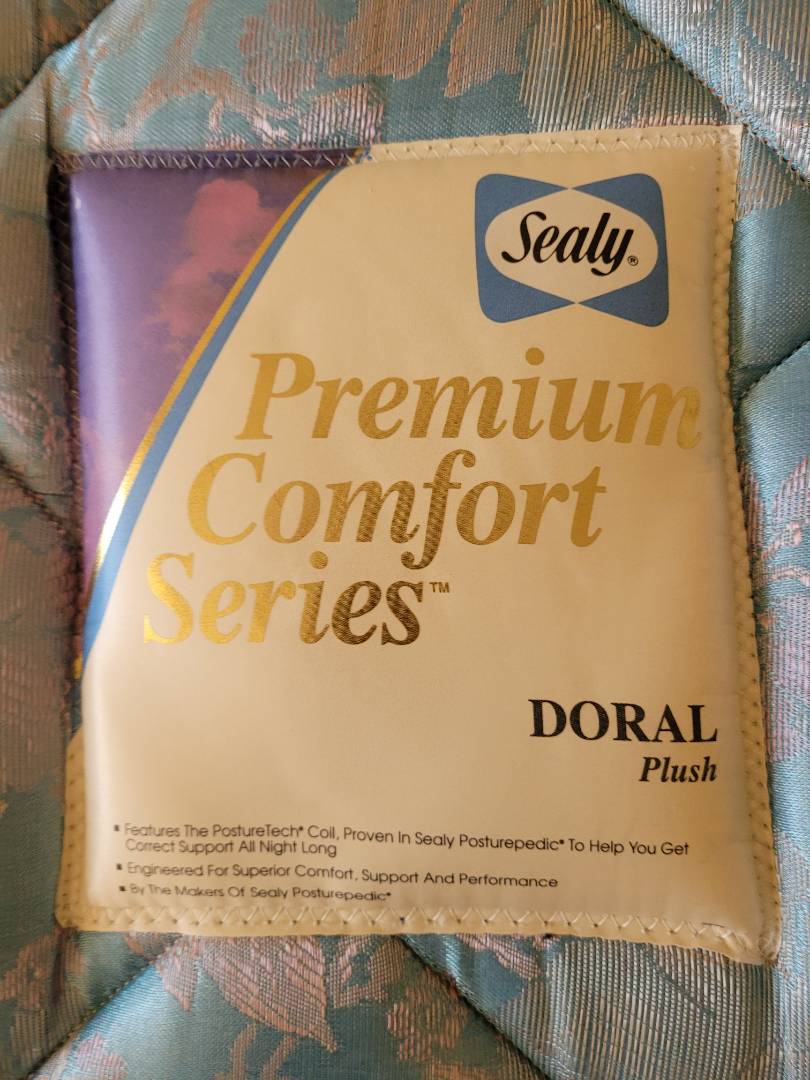 Sealy®
Premium
Comfort
Series™
DORAL
Plush
▪ Features The PostureTech® Coil, Proven In Sealy Posturepedic® To Help You Get
Correct Support All Night Long
▪ Engineered For Superior Comfort, Support And Performance
▪ By The Makers Of Sealy Posturepedic®